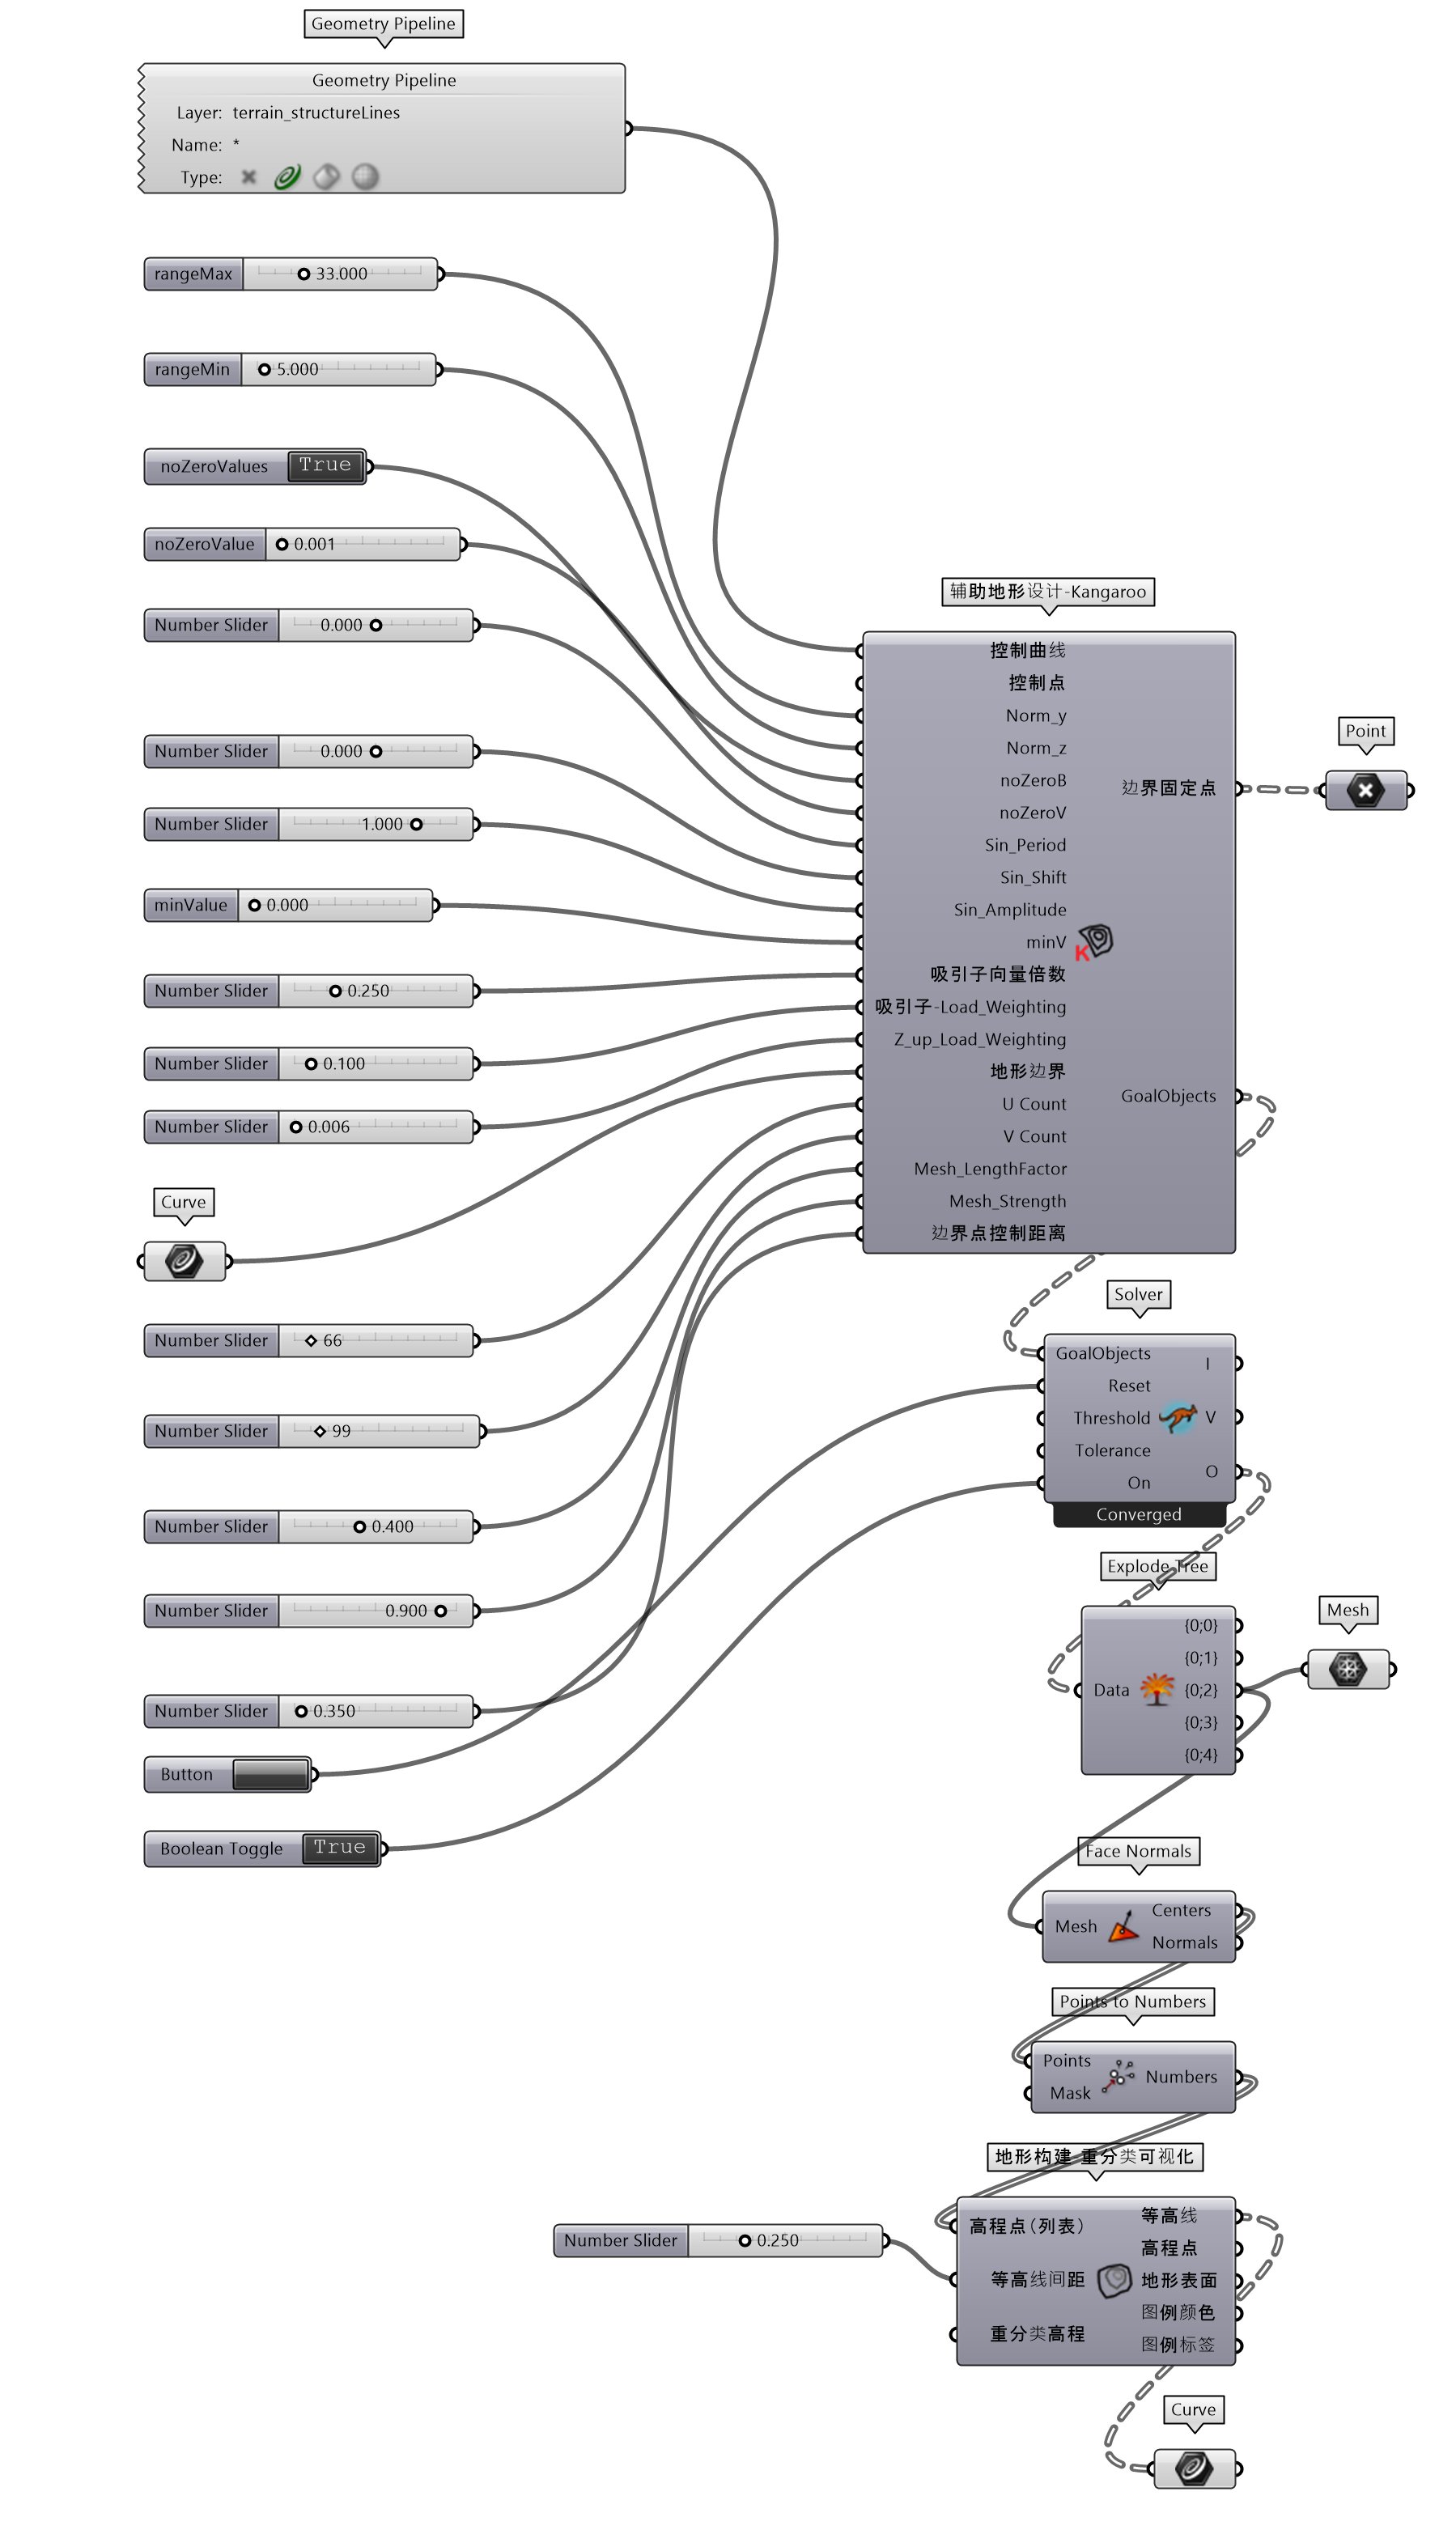 Geometry Pipeline
Geometry Pipeline
Layer: terrain_structureLines
Name: *
Type:
rangeMax 33.000
rangeMin 5.000
noZeroValues True
noZeroValue 0.001
Number Slider 0.000
Number Slider 0.000
Number Slider 1.000
minValue 0.000
Number Slider 0.250
Number Slider 0.100
Number Slider 0.006
Curve
Number Slider 66
Number Slider 99
Number Slider 0.400
Number Slider 0.900
Number Slider 0.350
Button
Boolean Toggle True
辅助地形设计-Kangaroo
控制曲线
控制点
Norm_y
Norm_z
noZeroB
noZeroV
Sin_Period
Sin_Shift
Sin_Amplitude
minV
吸引子向量倍数
吸引子-Load_Weighting
Z_up_Load_Weighting
地形边界
U Count
V Count
Mesh_LengthFactor
Mesh_Strength
边界点控制距离
K
边界固定点
GoalObjects
Point
Solver
GoalObjects
Reset
Threshold
Tolerance
On
I
V
O
Converged
Explode Tree
Data
{0;0}
{0;1}
{0;2}
{0;3}
{0;4}
Mesh
Face Normals
Mesh
Centers
Normals
Points to Numbers
Points
Mask
Numbers
地形构建-重分类可视化
Number Slider 0.250
高程点(列表)
等高线间距
重分类高程
等高线
高程点
地形表面
图例颜色
图例标签
Curve